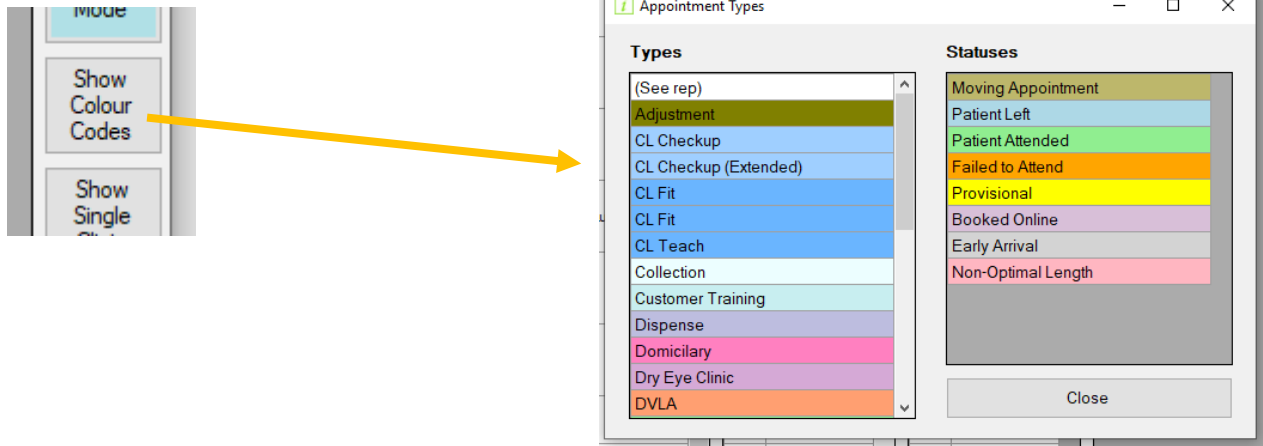 Mode
Show
Colour
Codes
Show
Single
Appointment Types
Types
(See rep)
Adjustment
CL Checkup
CL Checkup (Extended)
CL Fit
CL Fit
CL Teach
Collection
Customer Training
Dispense
Domicilary
Dry Eye Clinic
DVLA
Statuses
Moving Appointment
Patient Left
Patient Attended
Failed to Attend
Provisional
Booked Online
Early Arrival
Non-Optimal Length
Close